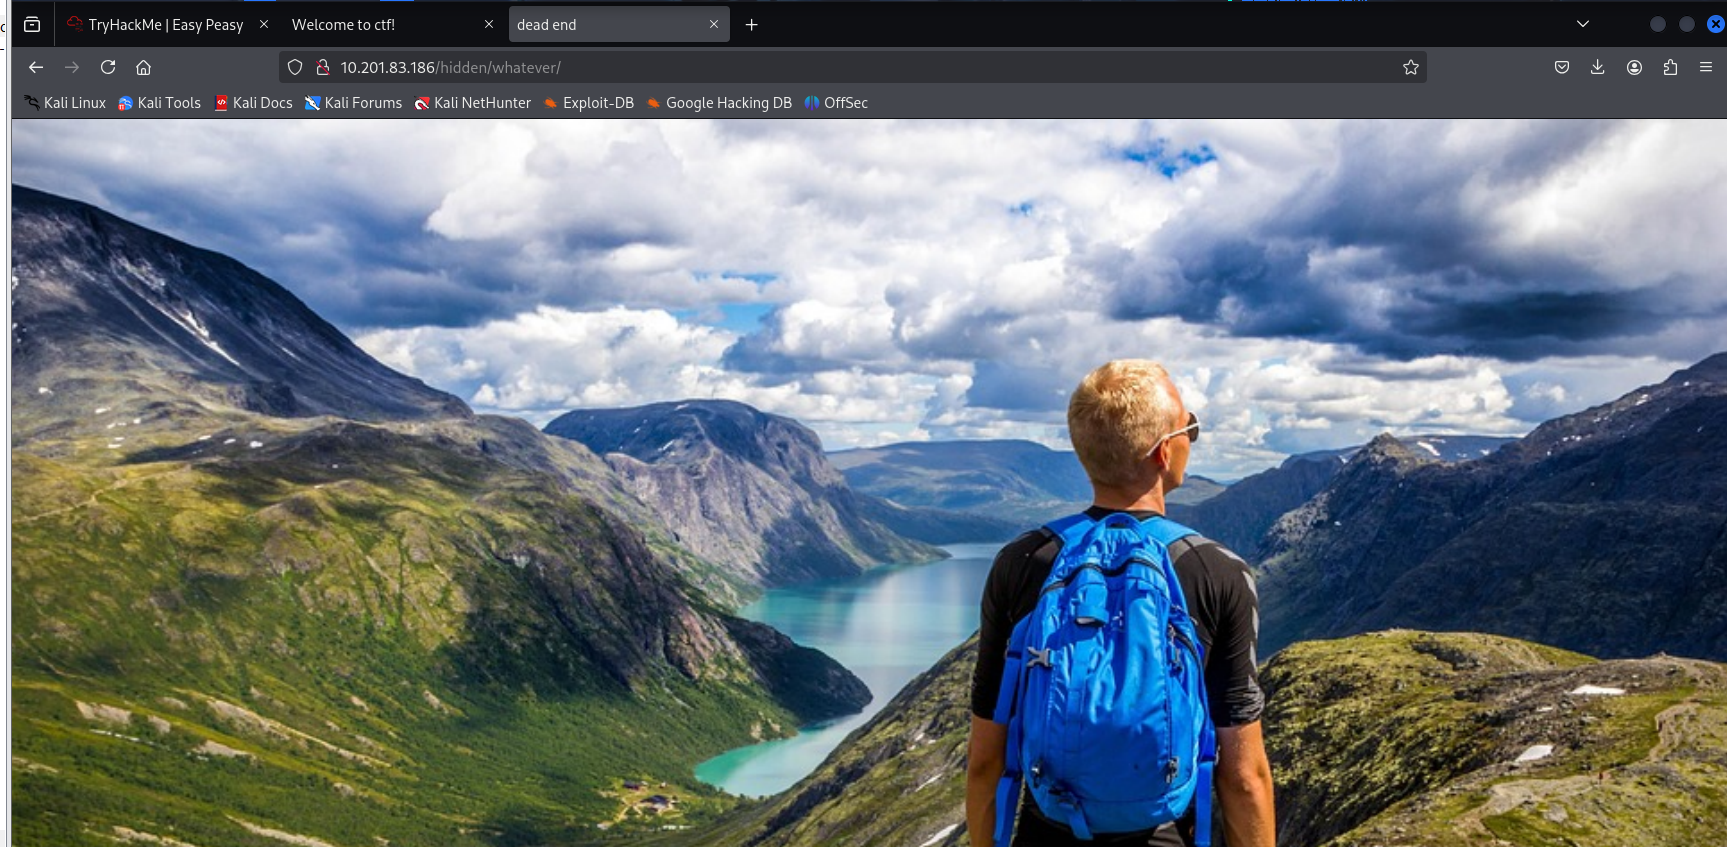 TryHackMe | Easy Peasy
Welcome to ctf!
dead end
10.201.83.186/hidden/whatever/
Kali Linux Kali Tools Kali Docs Kali Forums Kali NetHunter Exploit-DB Google Hacking DB OffSec